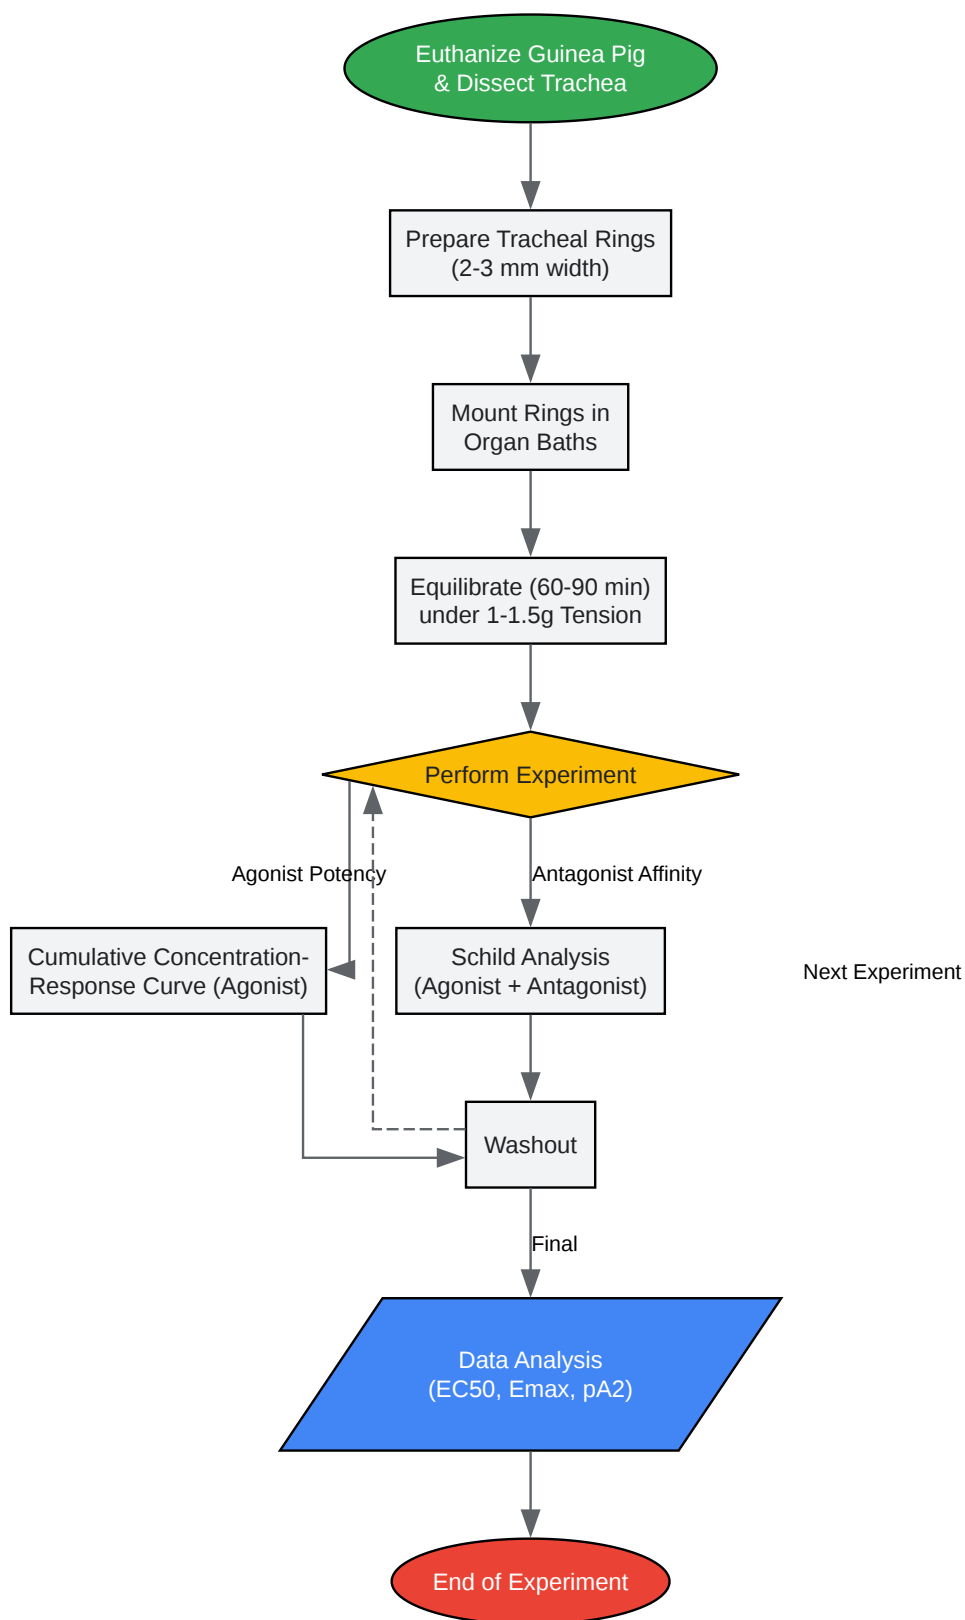 Euthanize Guinea Pig
& Dissect Trachea
Prepare Tracheal Rings
(2-3 mm width)
Mount Rings in
Organ Baths
Equilibrate (60-90 min)
under 1-1.5g Tension
Perform Experiment
Agonist Potency
Antagonist Affinity
Cumulative Concentration-
Response Curve (Agonist)
Schild Analysis
(Agonist + Antagonist)
Next Experiment
Washout
Final
Data Analysis
(EC50, Emax, pA2)
End of Experiment